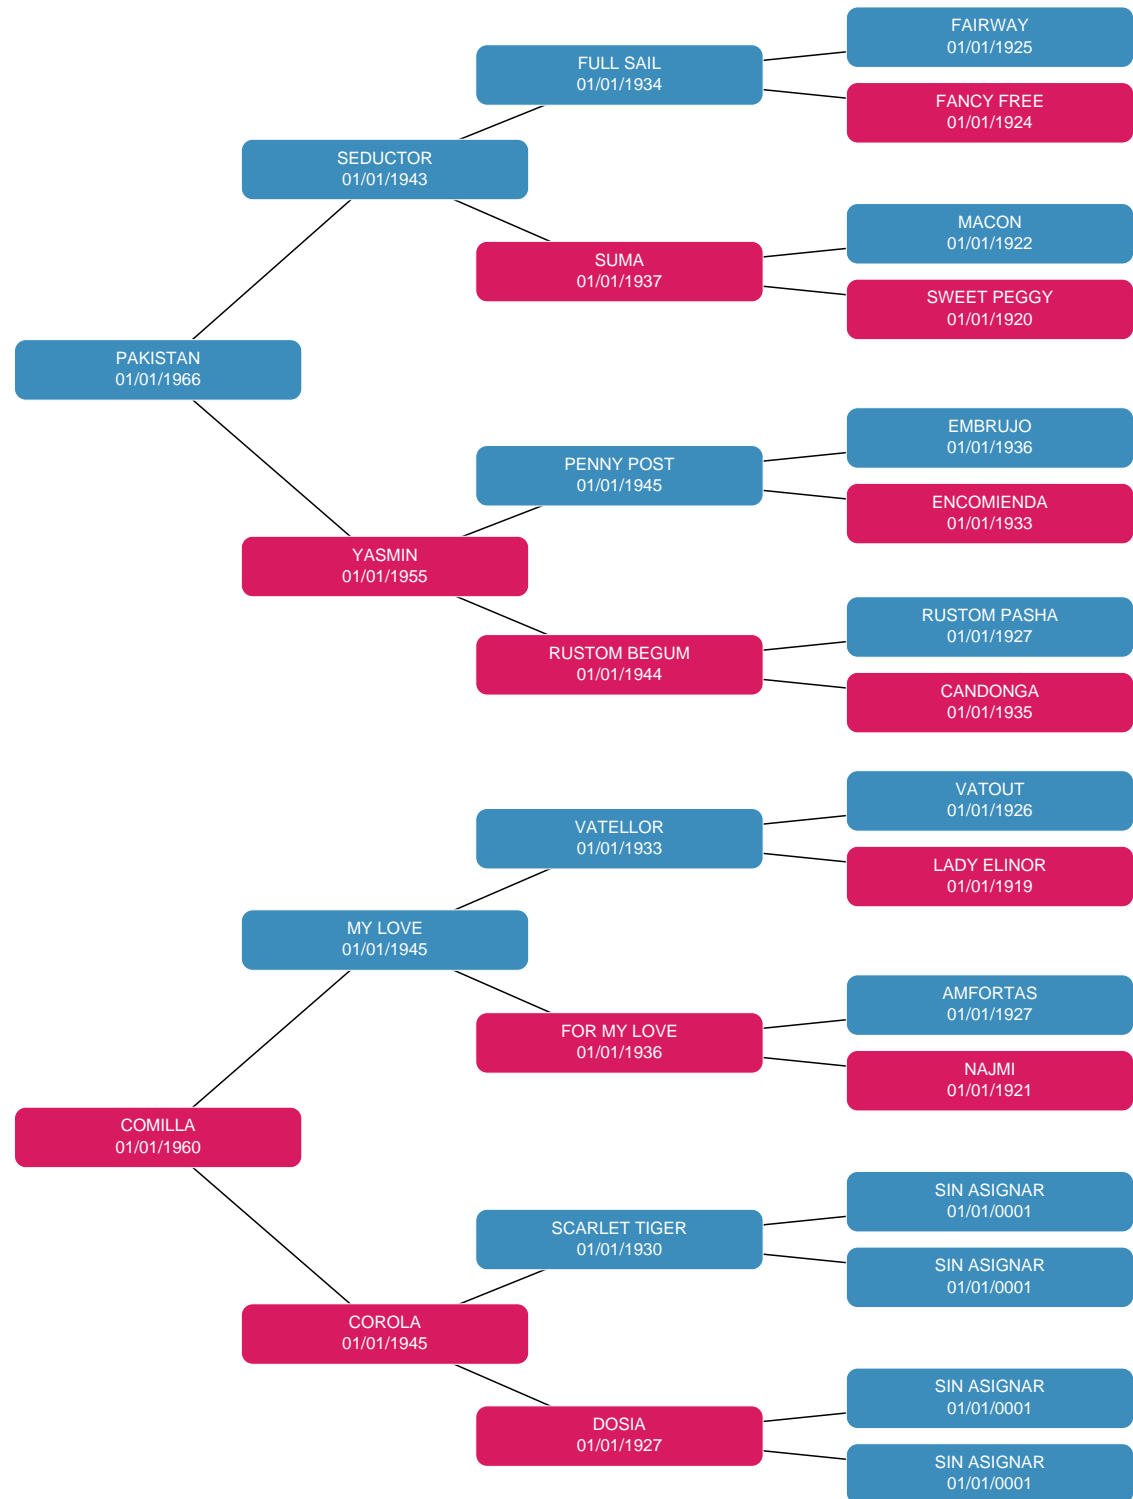 FAIRWAY
01/01/1925
FULL SAIL
01/01/1934
FANCY FREE
01/01/1924
SEDUCTOR
01/01/1943
MACON
01/01/1922
SUMA
01/01/1937
SWEET PEGGY
01/01/1920
PAKISTAN
01/01/1966
EMBRUJO
01/01/1936
PENNY POST
01/01/1945
ENCOMIENDA
01/01/1933
YASMIN
01/01/1955
RUSTOM PASHA
01/01/1927
RUSTOM BEGUM
01/01/1944
CANDONGA
01/01/1935
VATOUT
01/01/1926
VATELLOR
01/01/1933
LADY ELINOR
01/01/1919
MY LOVE
01/01/1945
AMFORTAS
01/01/1927
FOR MY LOVE
01/01/1936
NAJMI
01/01/1921
COMILLA
01/01/1960
SIN ASIGNAR
01/01/0001
SCARLET TIGER
01/01/1930
SIN ASIGNAR
01/01/0001
COROLA
01/01/1945
SIN ASIGNAR
01/01/0001
DOSIA
01/01/1927
SIN ASIGNAR
01/01/0001